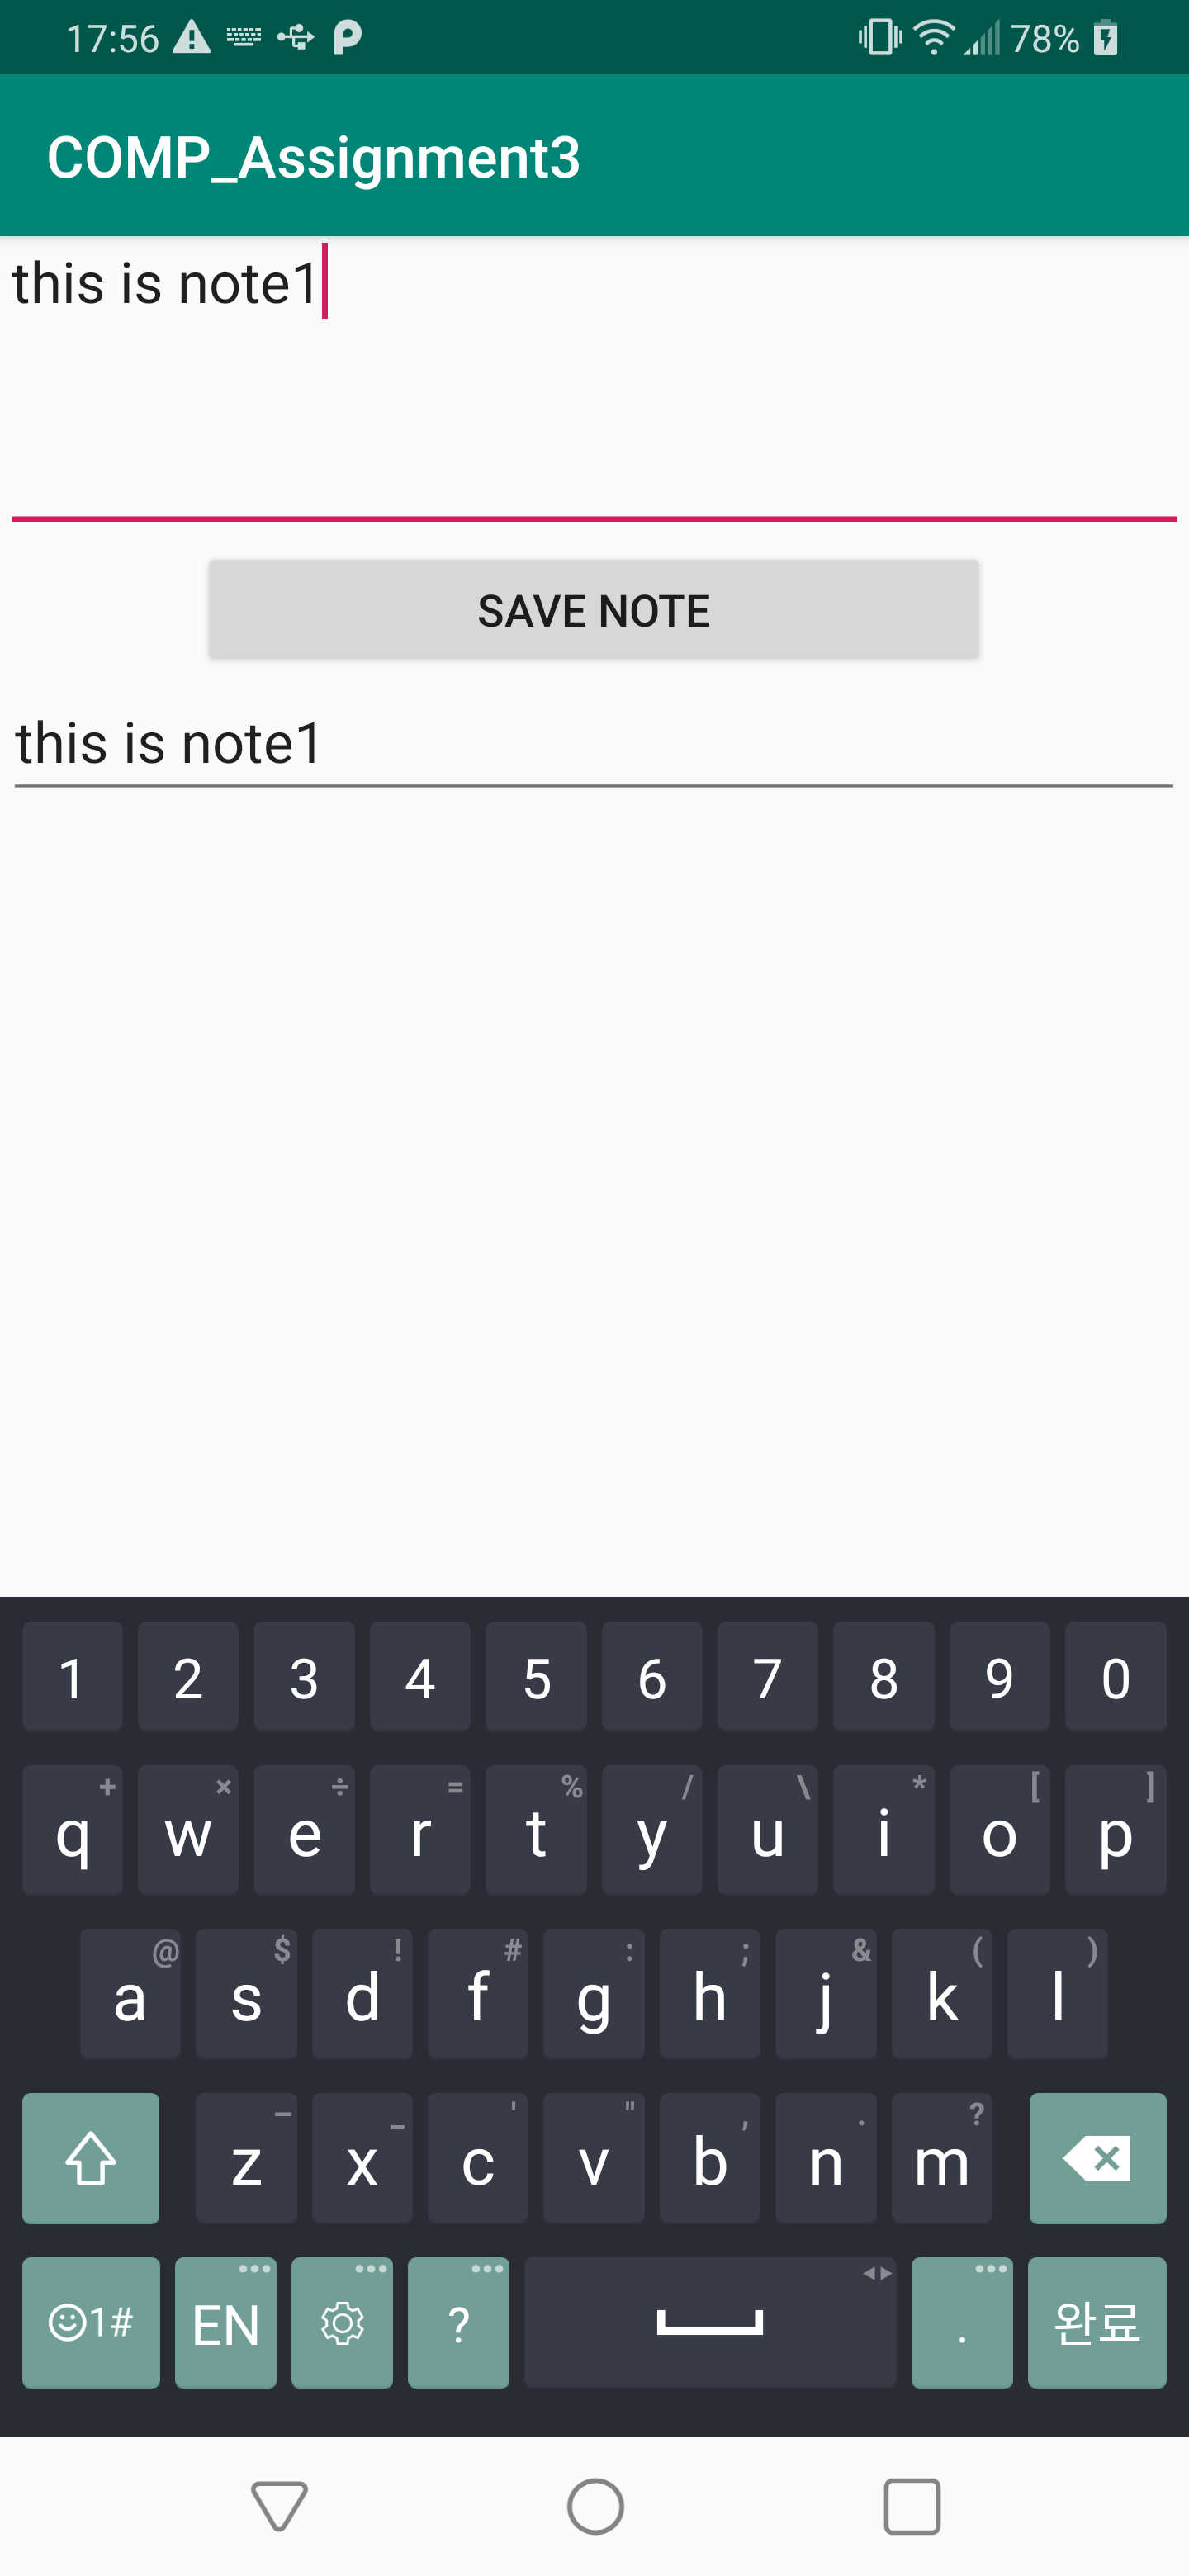 17:56 78%
COMP_Assignment3
this is note1
SAVE NOTE
this is note1
1 2 3 4 5 6 7 8 9 0
+ × ÷ = % / \ * [ ]
q w e r t y u i o p
@ $ ! # : ; & ( )
a s d f g h j k l
– _ ' " , . ?
z x c v b n m
1# EN ? . 완료